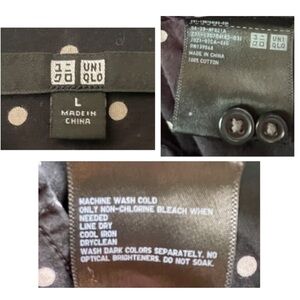 ユニ
クロ
UNI
QLO
L
MADE IN
CHINA
ユニ
クロ
UNI
QLO
MADE IN CHINA
100% COTTON
MACHINE WASH COLD
ONLY NON-CHLORINE BLEACH WHEN
NEEDED
LINE DRY
COOL IRON
DRYCLEAN
WASH DARK COLORS SEPARATELY, NO
OPTICAL BRIGHTENERS. DO NOT SOAK.